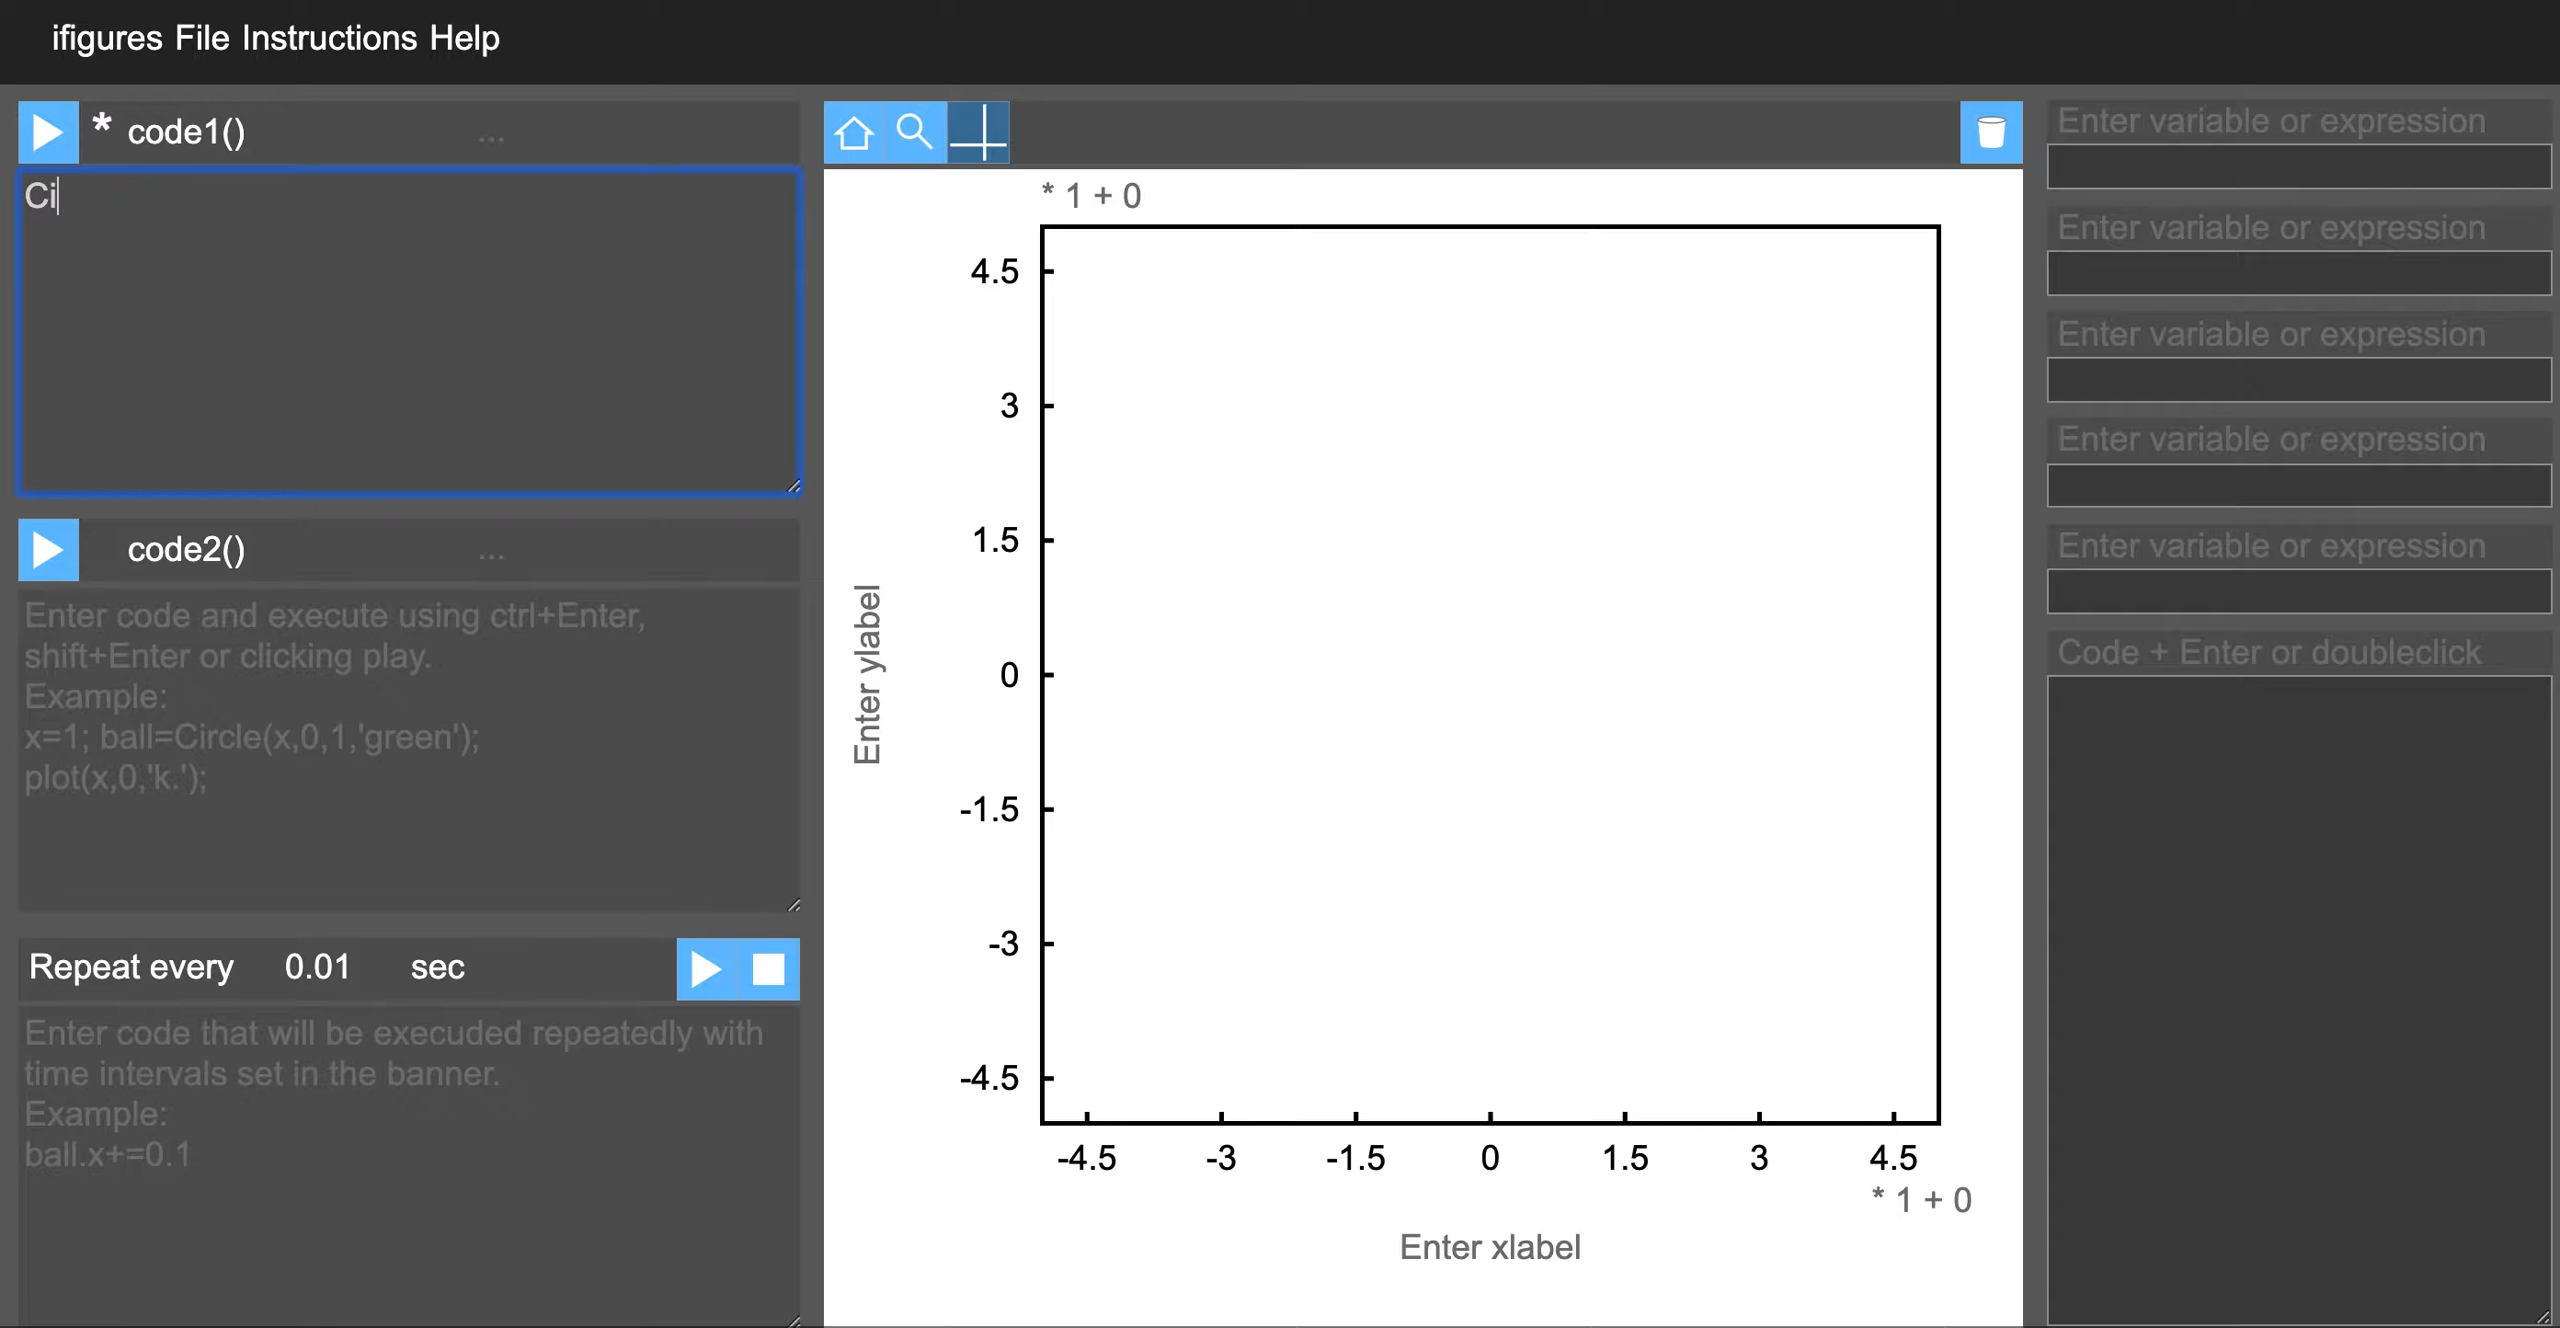 ifigures File Instructions Help
* code1() ...
Ci
code2() ...
Enter code and execute using ctrl+Enter,
shift+Enter or clicking play.
Example:
x=1; ball=Circle(x,0,1,'green');
plot(x,0,'k.');
Repeat every 0.01 sec
Enter code that will be execuded repeatedly with
time intervals set in the banner.
Example:
ball.x+=0.1
* 1 + 0
4.5
3
1.5
0
-1.5
-3
-4.5
Enter ylabel
-4.5 -3 -1.5 0 1.5 3 4.5
* 1 + 0
Enter xlabel
Enter variable or expression
Enter variable or expression
Enter variable or expression
Enter variable or expression
Enter variable or expression
Code + Enter or doubleclick